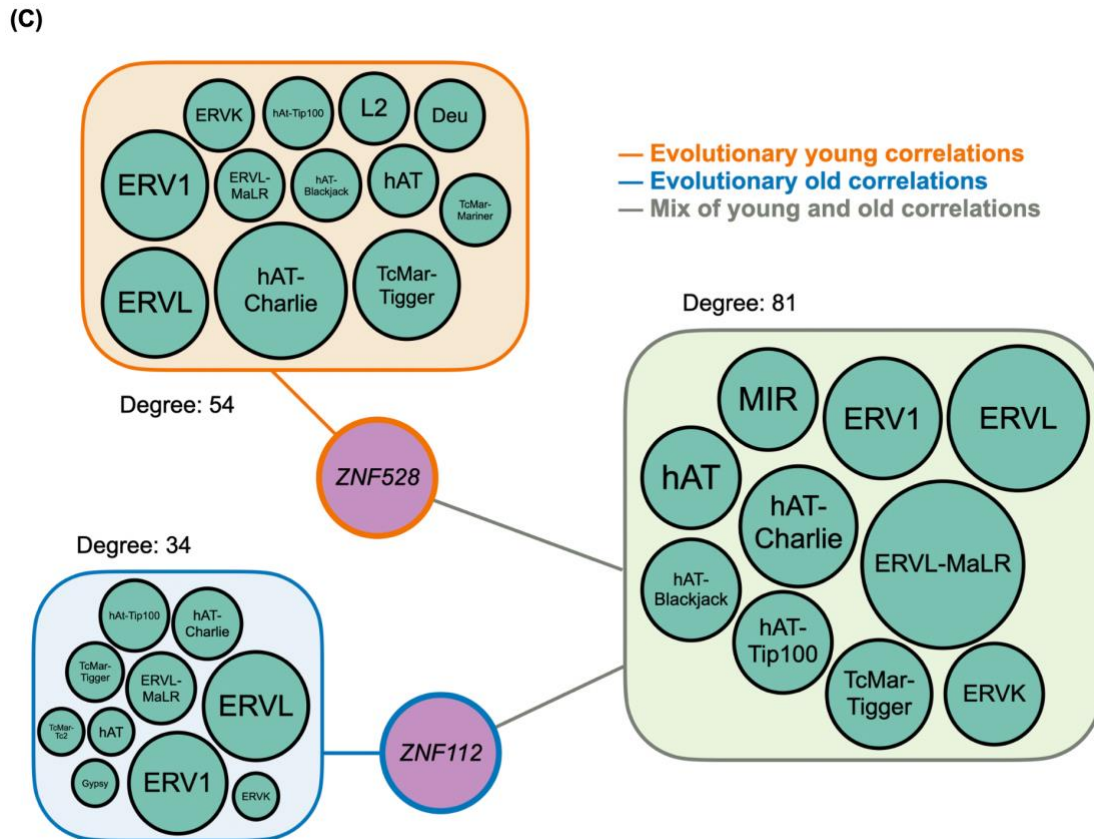 (C)
ERVK
hAt-Tip100
L2
Deu
ERV1
ERVL-
MaLR
hAT-
Blackjack
hAT
TcMar-
Mariner
ERVL
hAT-
Charlie
TcMar-
Tigger
— Evolutionary young correlations
— Evolutionary old correlations
— Mix of young and old correlations
Degree: 54
ZNF528
Degree: 81
MIR
ERV1
ERVL
hAT
hAT-
Charlie
ERVL-MaLR
hAT-
Blackjack
hAT-
Tip100
TcMar-
Tigger
ERVK
Degree: 34
hAt-Tip100
hAT-
Charlie
TcMar-
Tigger
ERVL-
MaLR
ERVL
TcMar-
Tc2
hAT
Gypsy
ERV1
ERVK
ZNF112